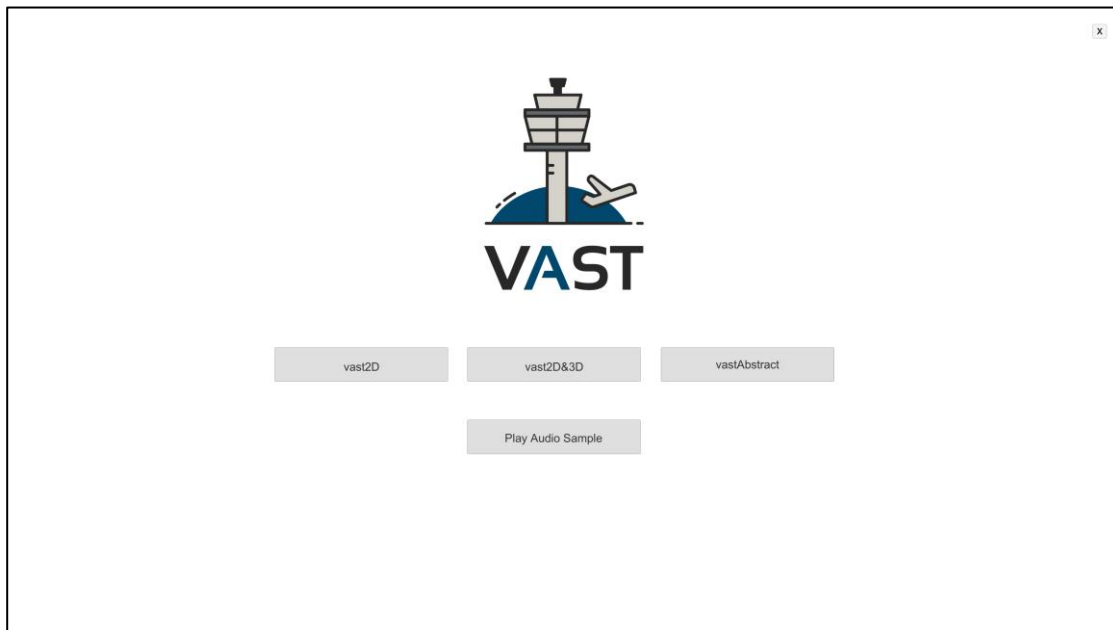 X
VAST
vast2D
vast2D&3D
vastAbstract
Play Audio Sample